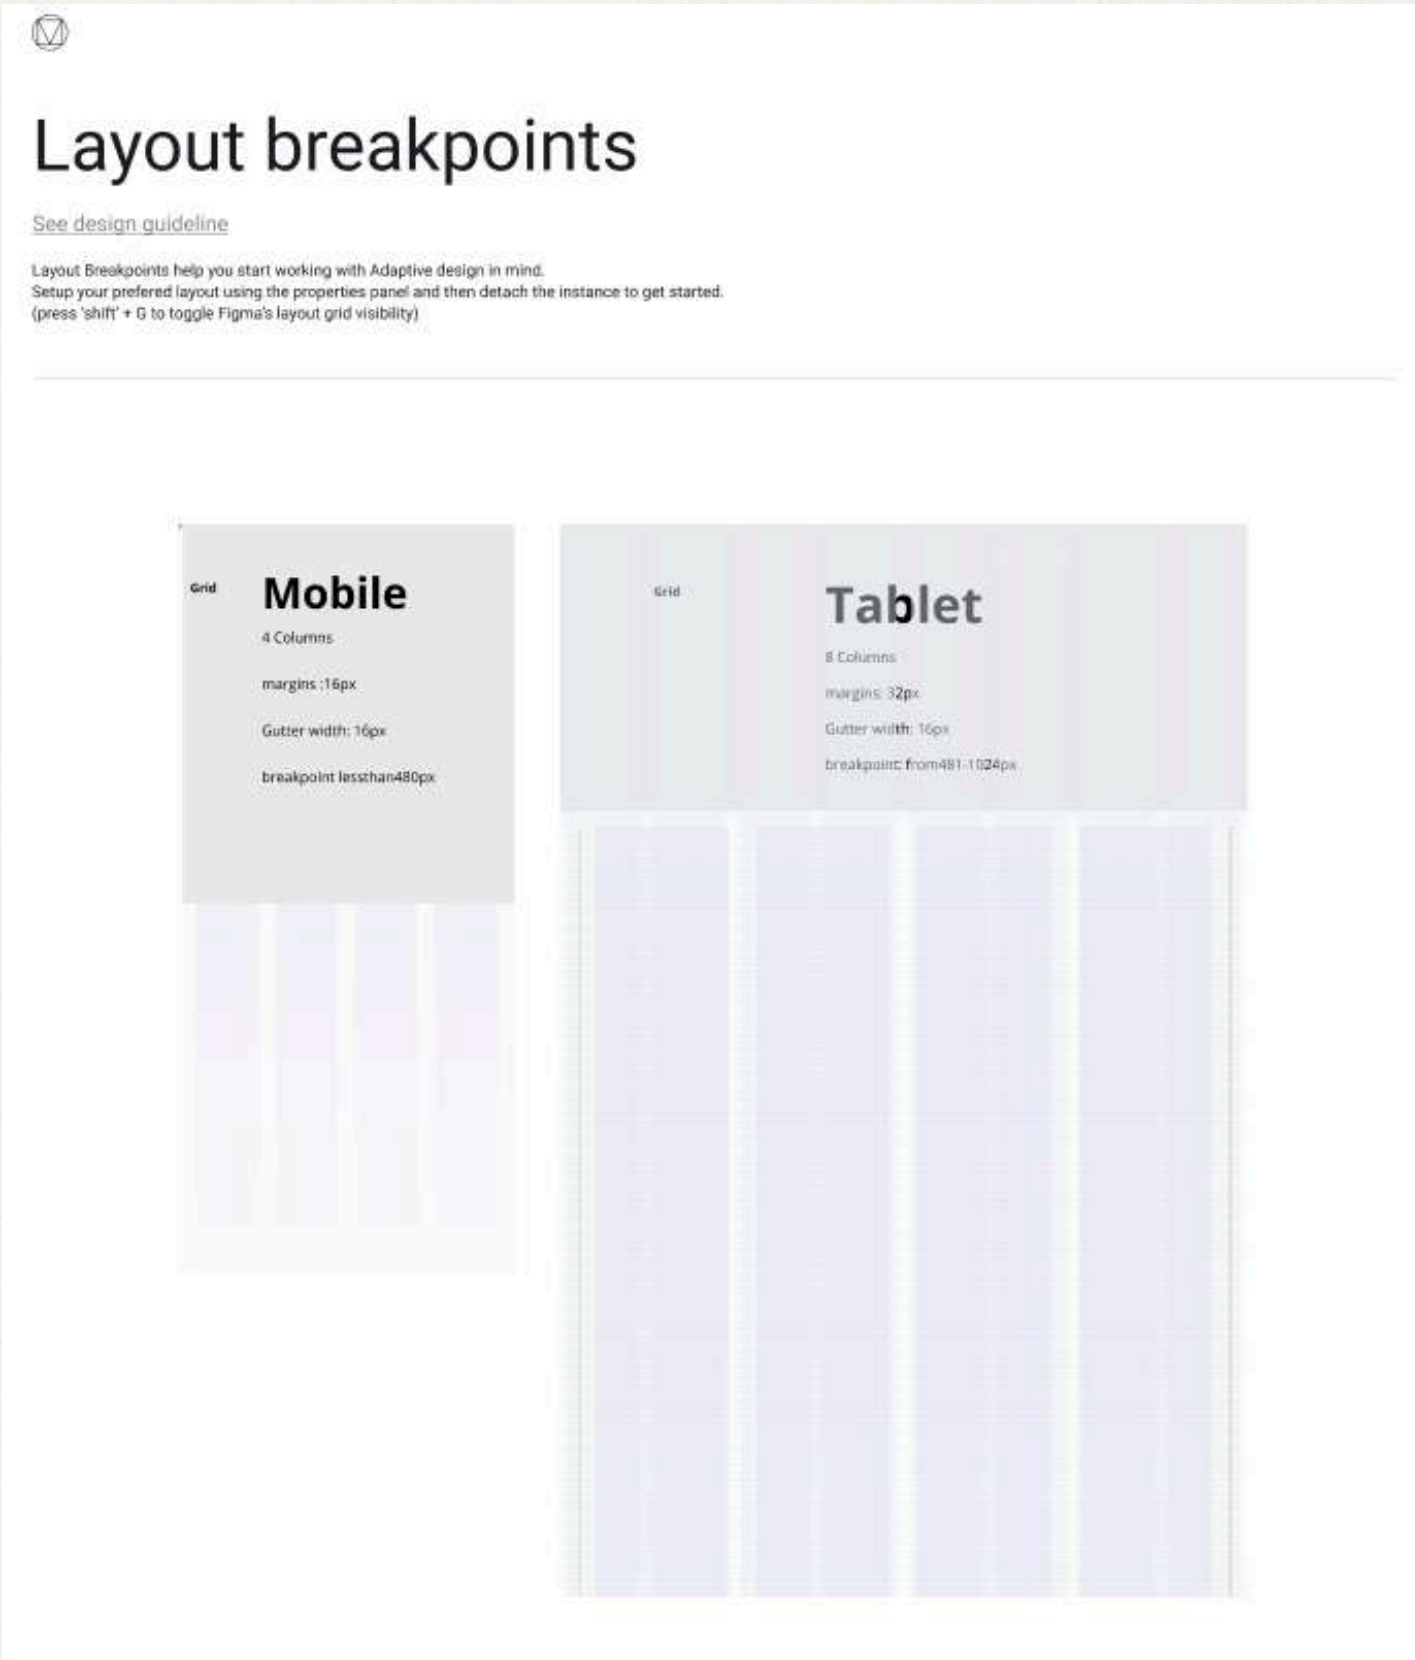 Layout breakpoints
See design guideline
Layout Breakpoints help you start working with Adaptive design in mind.
Setup your prefered layout using the properties panel and then detach the instance to get started.
(press 'shift' + G to toggle Figma's layout grid visibility)
Grid
Mobile
4 Columns
margins :16px
Gutter width: 16px
breakpoint lessthan480px
Grid
Tablet
8 Columns
margins: 32px
Gutter width: 16px
breakpoint: from481-1024px